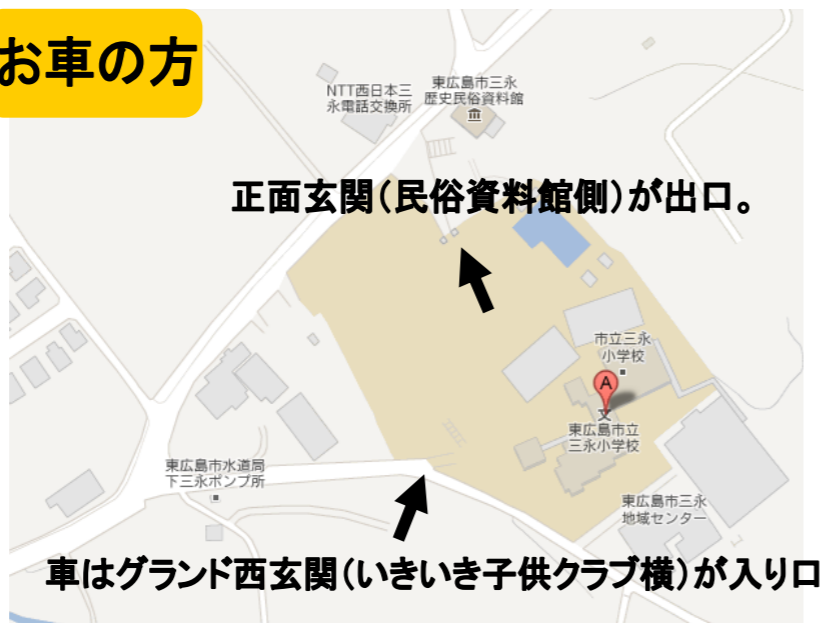 お車の方
NTT西日本三
永電話交換所
東広島市三永
歴史民俗資料館
正面玄関(民俗資料館側)が出口。
市立三永
小学校
A
文
東広島市立
三永小学校
東広島市水道局
下三永ポンプ所
東広島市三永
地域センター
車はグランド西玄関(いきいき子供クラブ横)が入り口